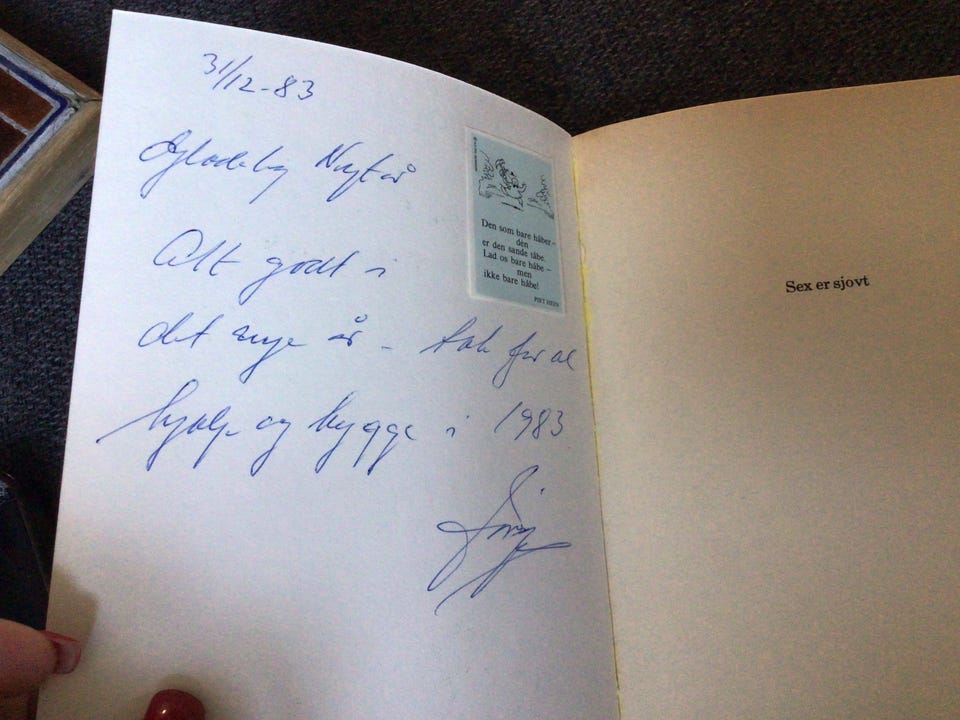 31/12-83
Glædelig Nytår
Alt godt i
det nye år - tak for al
hjælp og hygge i 1983
Den som bare håber –
dén
er den sande tåbe.
Lad os bare håbe –
men
ikke bare håbe!
PIET HEIN
Sex er sjovt